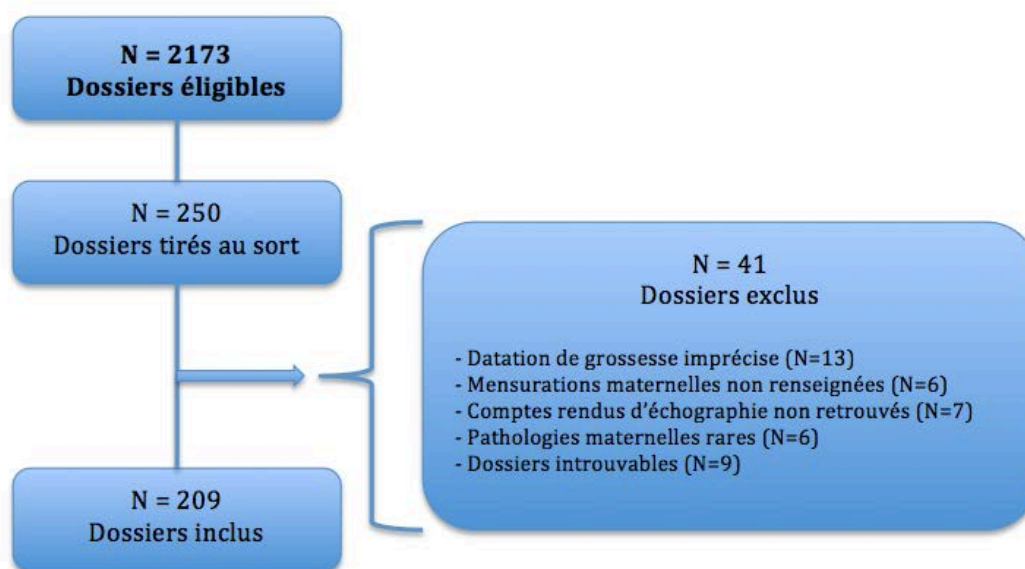 N = 2173
Dossiers éligibles
N = 250
Dossiers tirés au sort
N = 41
Dossiers exclus
- Datation de grossesse imprécise (N=13)
- Mensurations maternelles non renseignées (N=6)
- Comptes rendus d'échographie non retrouvés (N=7)
- Pathologies maternelles rares (N=6)
- Dossiers introuvables (N=9)
N = 209
Dossiers inclus